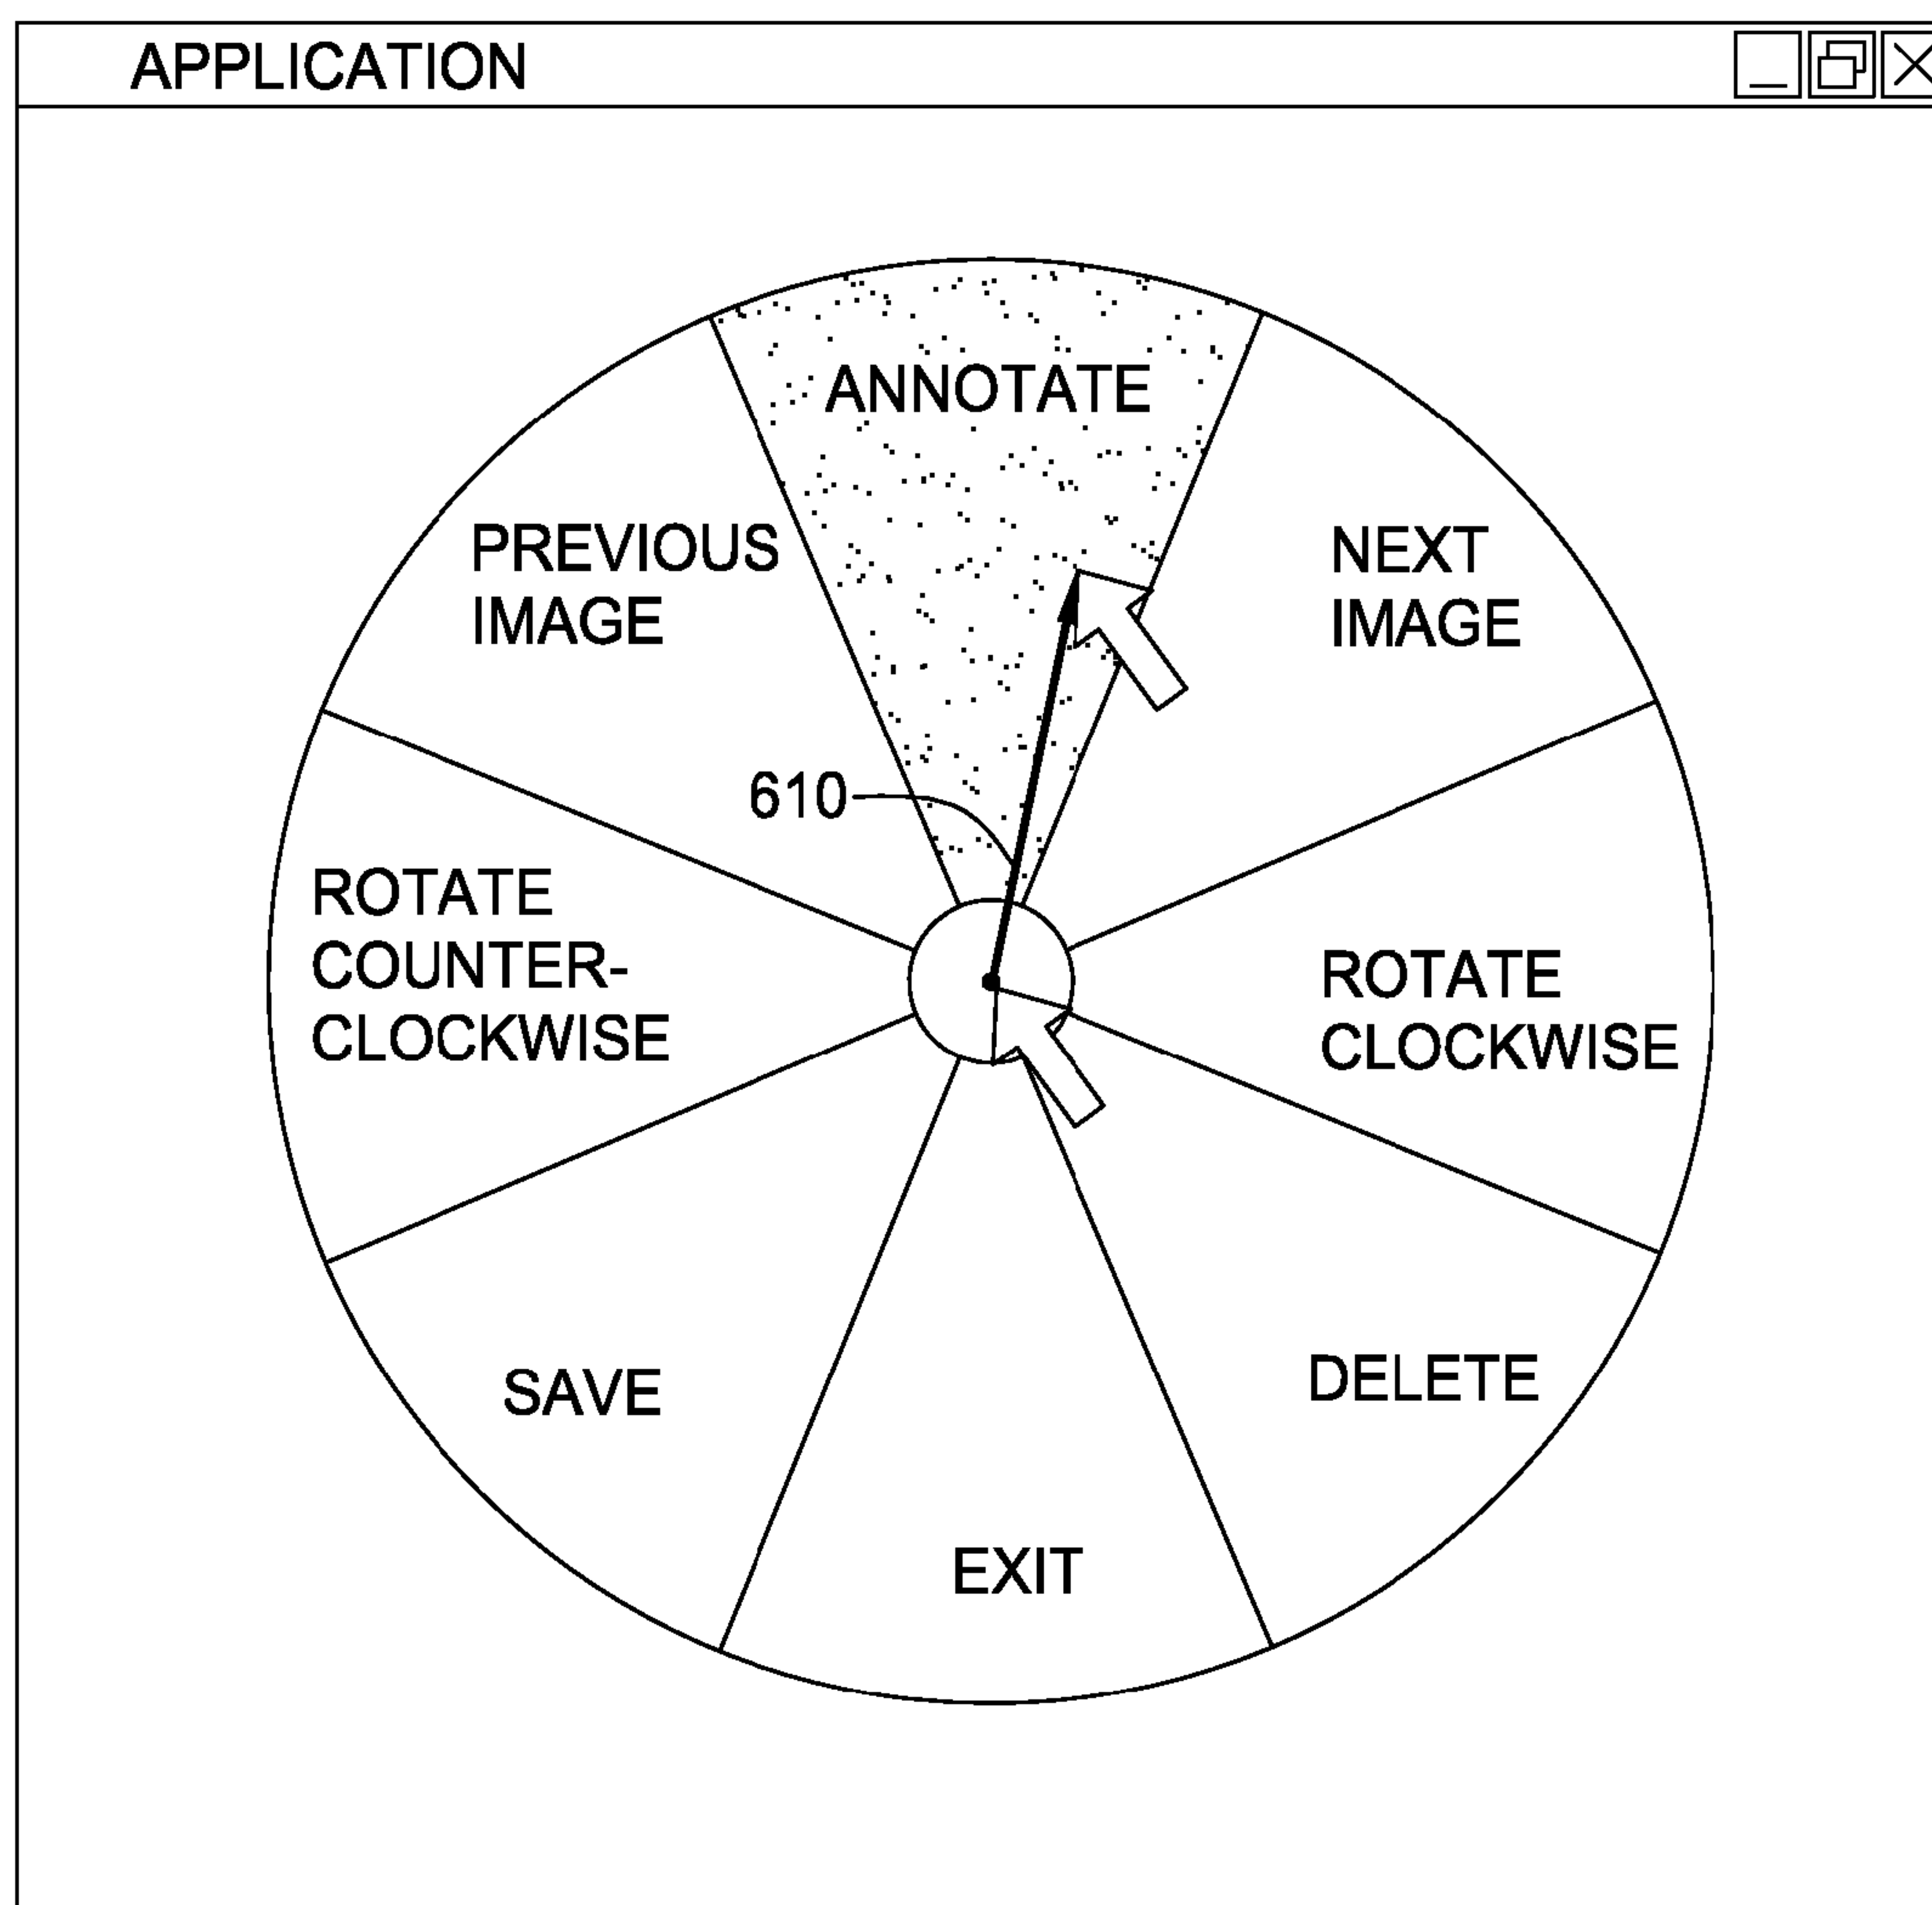 APPLICATION
ANNOTATE
PREVIOUS
IMAGE
NEXT
IMAGE
610
ROTATE
COUNTER-
CLOCKWISE
ROTATE
CLOCKWISE
SAVE
DELETE
EXIT